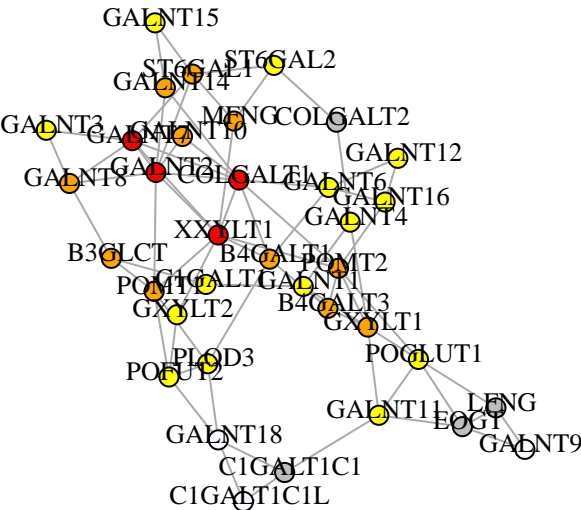 GALNT15
ST6GAL1
ST6GAL2
GALNT14
MFNG
COLGALT2
GALNT3
GALNT10
GALNT12
GALNT2
COLGALT1
GALNT8
GALNT6
GALNT16
GALNT4
XXYLT1
B3GLCT
B4GALT1
POMT2
C1GALT1
GALNT1
POMT1
B4GALT3
GXYLT2
GXYLT1
PLOD3
POGLUT1
POFUT2
LFNG
GALNT11
EOGT
GALNT18
GALNT9
C1GALT1C1
C1GALT1C1L